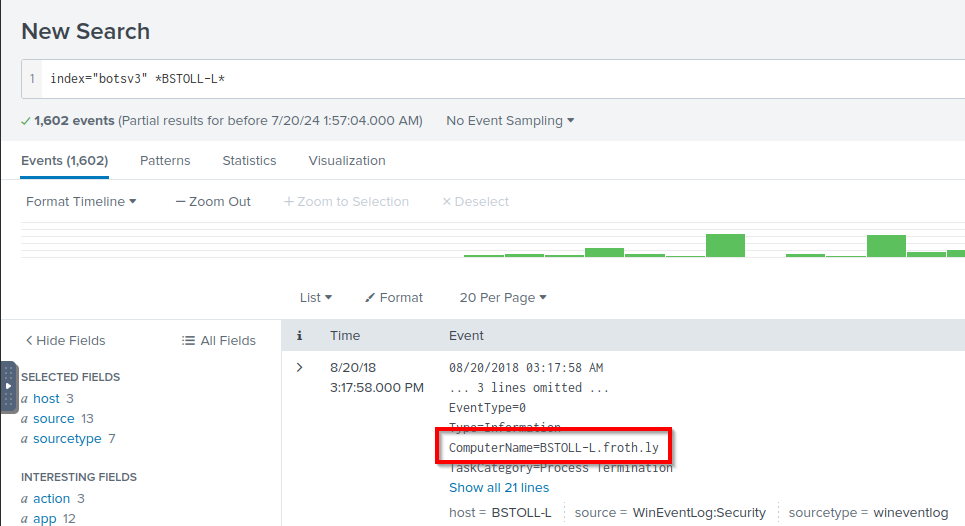 New Search
1 index="botsv3" *BSTOLL-L*
1,602 events (Partial results for before 7/20/24 1:57:04.000 AM) No Event Sampling
Events (1,602) Patterns Statistics Visualization
Format Timeline — Zoom Out + Zoom to Selection × Deselect
List Format 20 Per Page
Hide Fields All Fields
i Time Event
SELECTED FIELDS
a host 3
a source 13
a sourcetype 7
INTERESTING FIELDS
a action 3
a app 12
8/20/18
3:17:58.000 PM
08/20/2018 03:17:58 AM
... 3 lines omitted ...
EventType=0
Type=Information
ComputerName=BSTOLL-L.froth.ly
TaskCategory=Process Termination
Show all 21 lines
host = BSTOLL-L source = WinEventLog:Security sourcetype = wineventlog